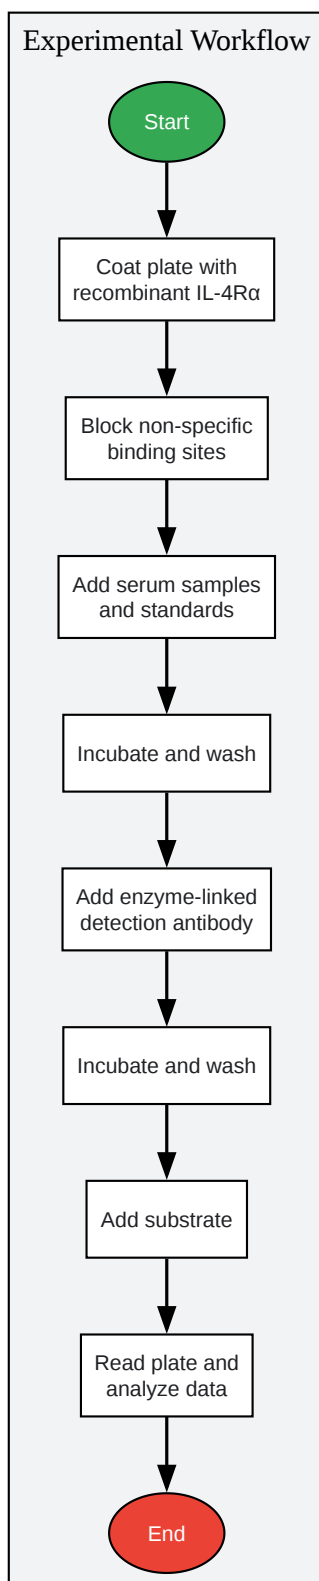 Experimental Workflow
Start
Coat plate with
recombinant IL-4Rα
Block non-specific
binding sites
Add serum samples
and standards
Incubate and wash
Add enzyme-linked
detection antibody
Incubate and wash
Add substrate
Read plate and
analyze data
End